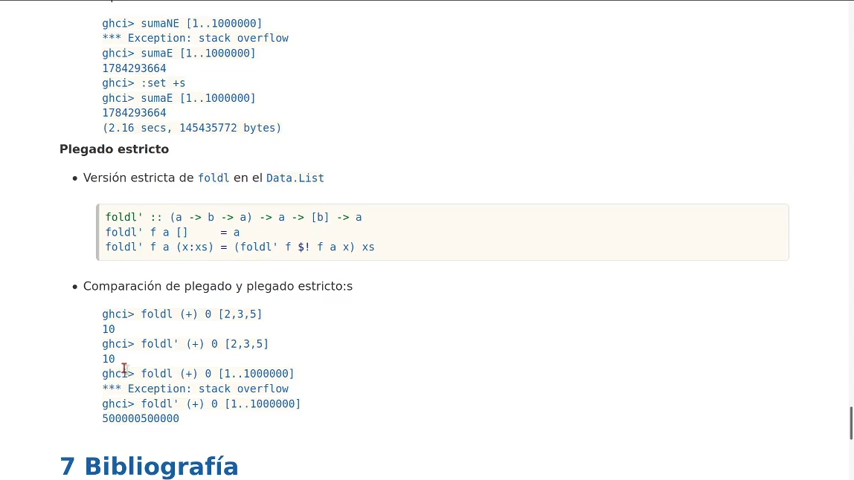 ghci> sumaNE [1..1000000]
*** Exception: stack overflow
ghci> sumaE [1..1000000]
1784293664
ghci> :set +s
ghci> sumaE [1..1000000]
1784293664
(2.16 secs, 145435772 bytes)
Plegado estricto
• Versión estricta de foldl en el Data.List
foldl' :: (a -> b -> a) -> a -> [b] -> a
foldl' f a []     = a
foldl' f a (x:xs) = (foldl' f $! f a x) xs
• Comparación de plegado y plegado estricto:s
ghci> foldl (+) 0 [2,3,5]
10
ghci> foldl' (+) 0 [2,3,5]
10
ghci> foldl (+) 0 [1..1000000]
*** Exception: stack overflow
ghci> foldl' (+) 0 [1..1000000]
500000500000
7 Bibliografía